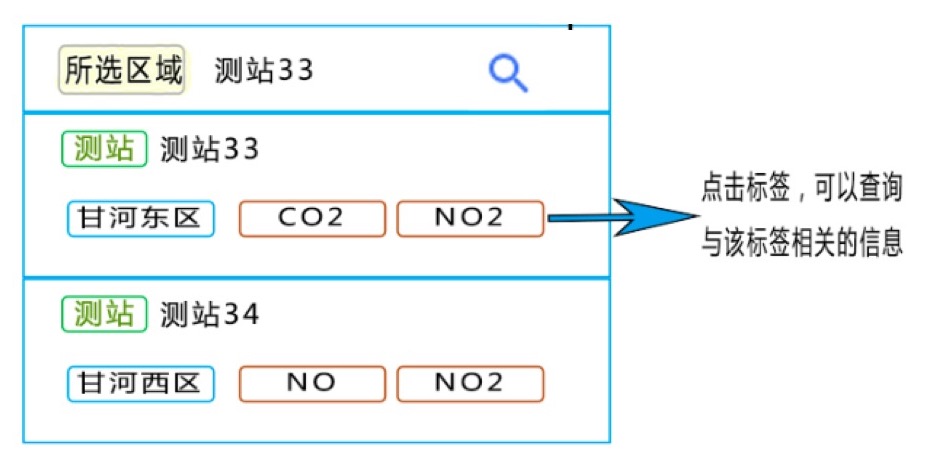 所选区域 测站33
测站 测站33
甘河东区 CO2 NO2
点击标签，可以查询
与该标签相关的信息
测站 测站34
甘河西区 NO NO2